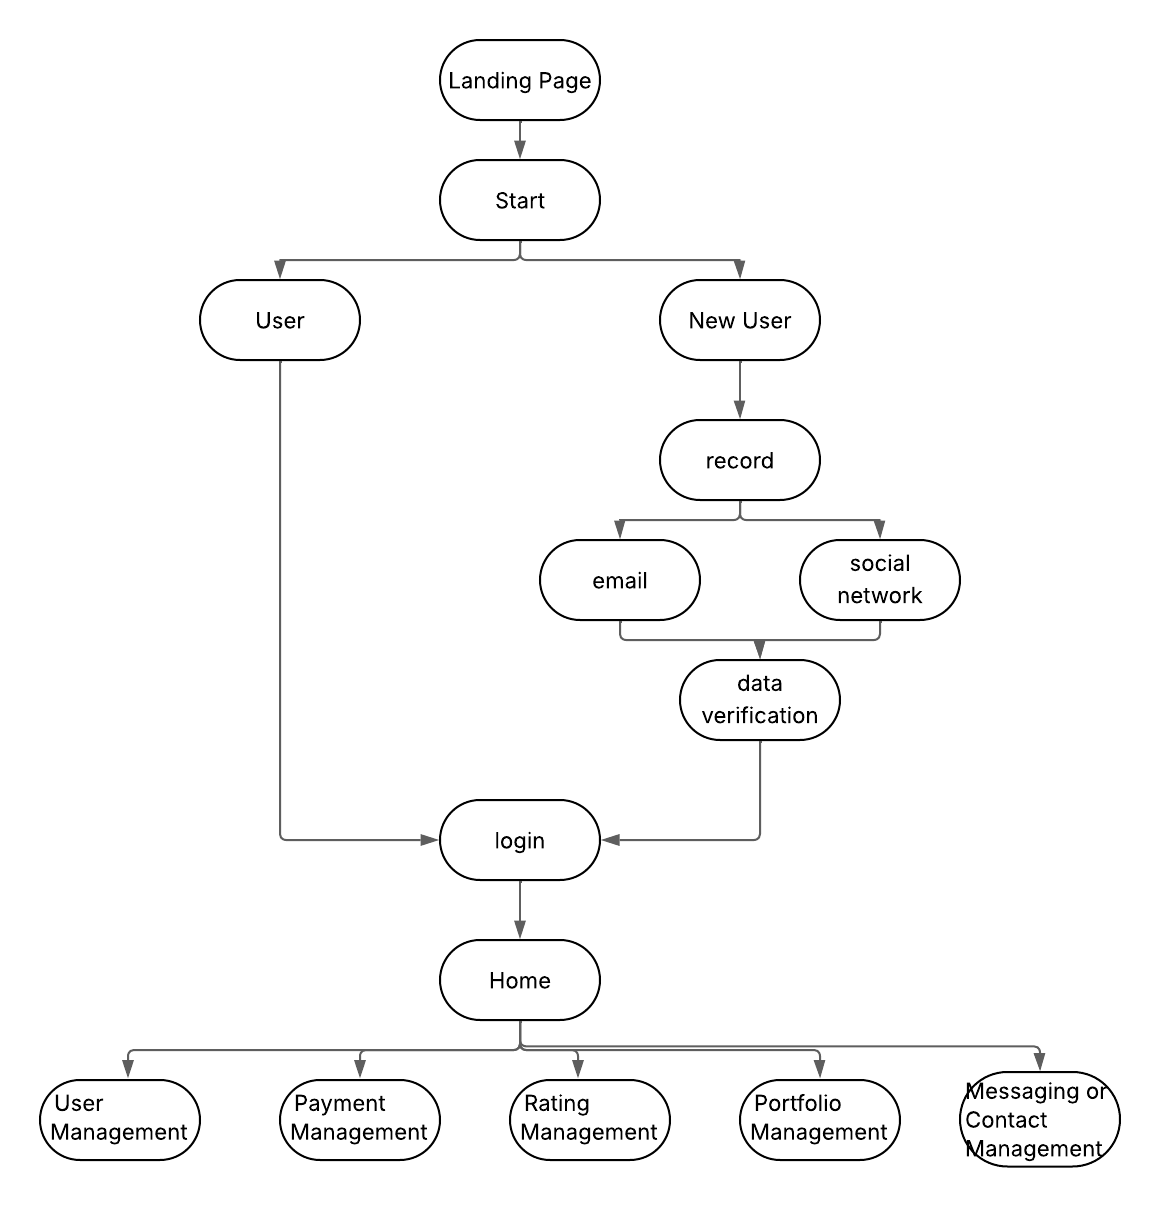 Landing Page
Start
User
New User
record
email
social
network
data
verification
login
Home
User
Management
Payment
Management
Rating
Management
Portfolio
Management
Messaging or
Contact
Management